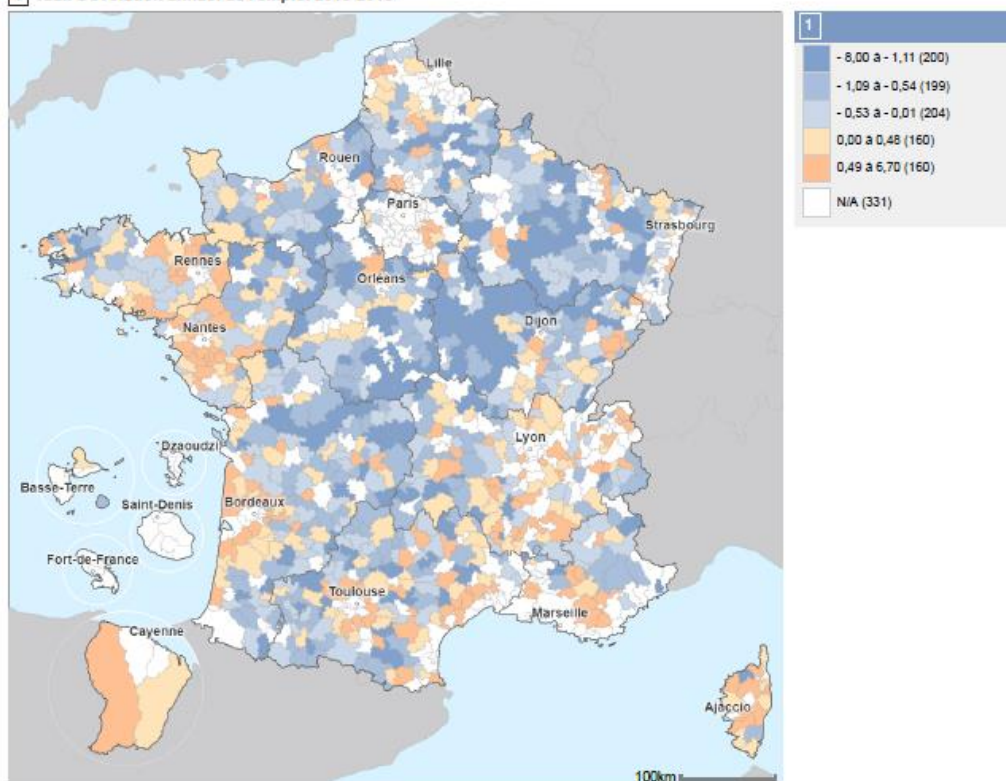 1
- 8,00 à - 1,11 (200)
- 1,09 à - 0,54 (199)
- 0,53 à - 0,01 (204)
0,00 à 0,48 (160)
0,49 à 6,70 (160)
N/A (331)
Lille
Rouen
Paris
Strasbourg
Rennes
Orléans
Nantes
Dijon
Lyon
Dzaoudzi
Basse-Terre
Saint-Denis
Bordeaux
Fort-de-France
Toulouse
Marseille
Cayenne
Ajaccio
100km